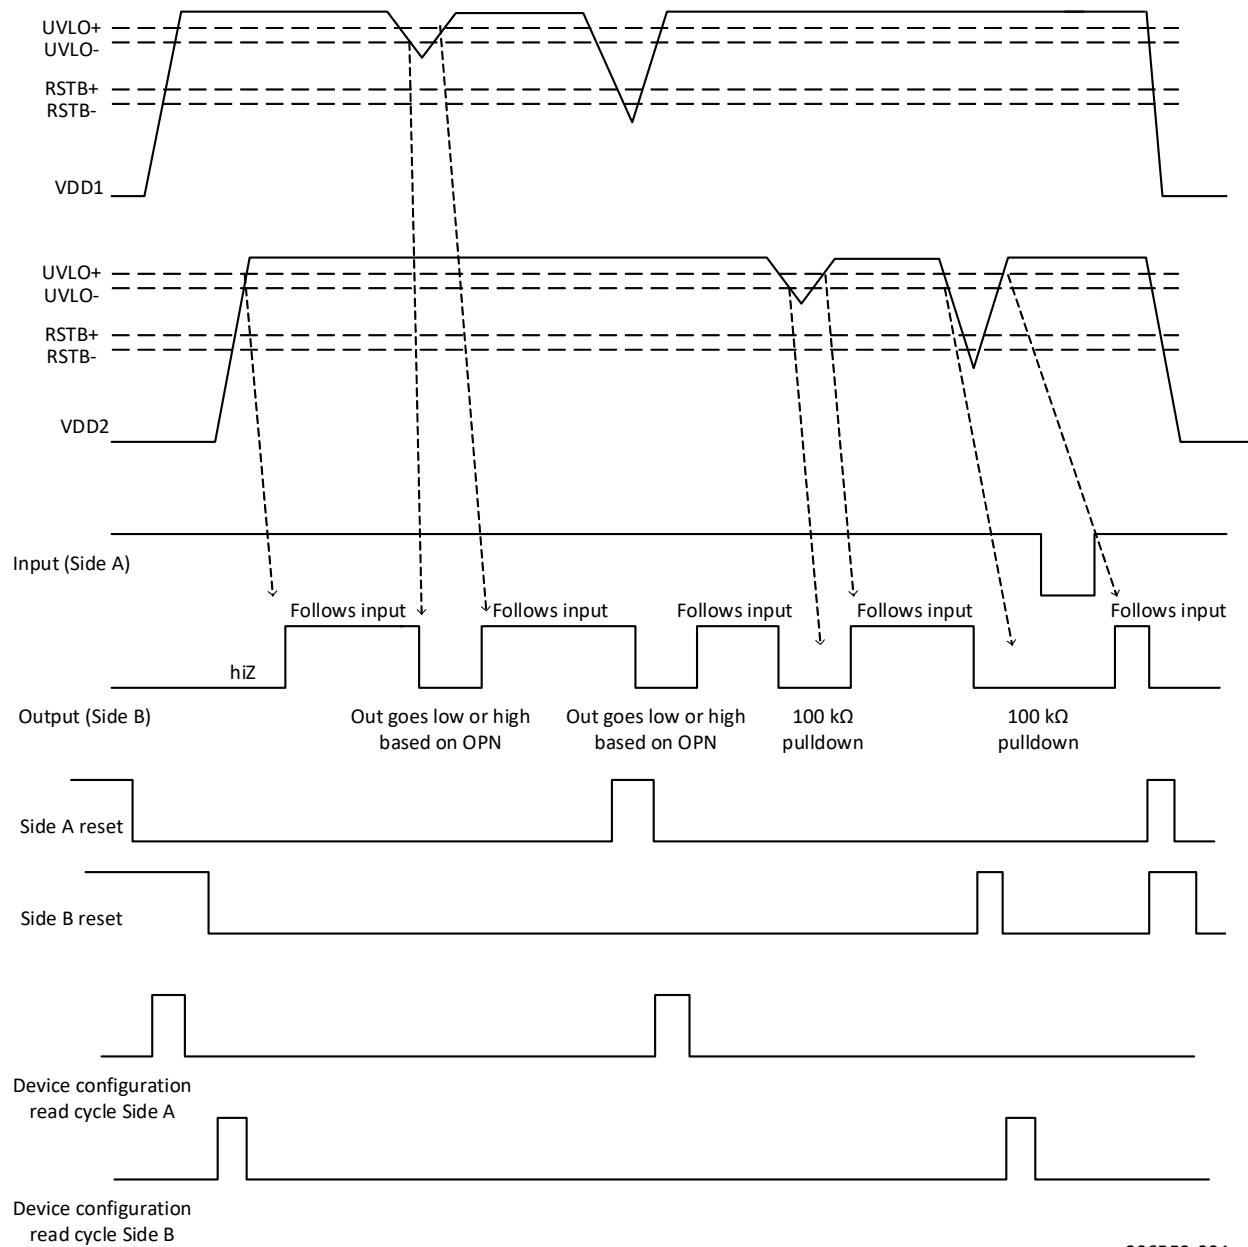 UVLO+
UVLO-
RSTB+
RSTB-
VDD1
UVLO+
UVLO-
RSTB+
RSTB-
VDD2
Input (Side A)
Follows input
Follows input
Follows input
Follows input
Follows input
hiZ
Output (Side B)
Out goes low or high
based on OPN
Out goes low or high
based on OPN
100 kΩ
pulldown
100 kΩ
pulldown
Side A reset
Side B reset
Device configuration
read cycle Side A
Device configuration
read cycle Side B